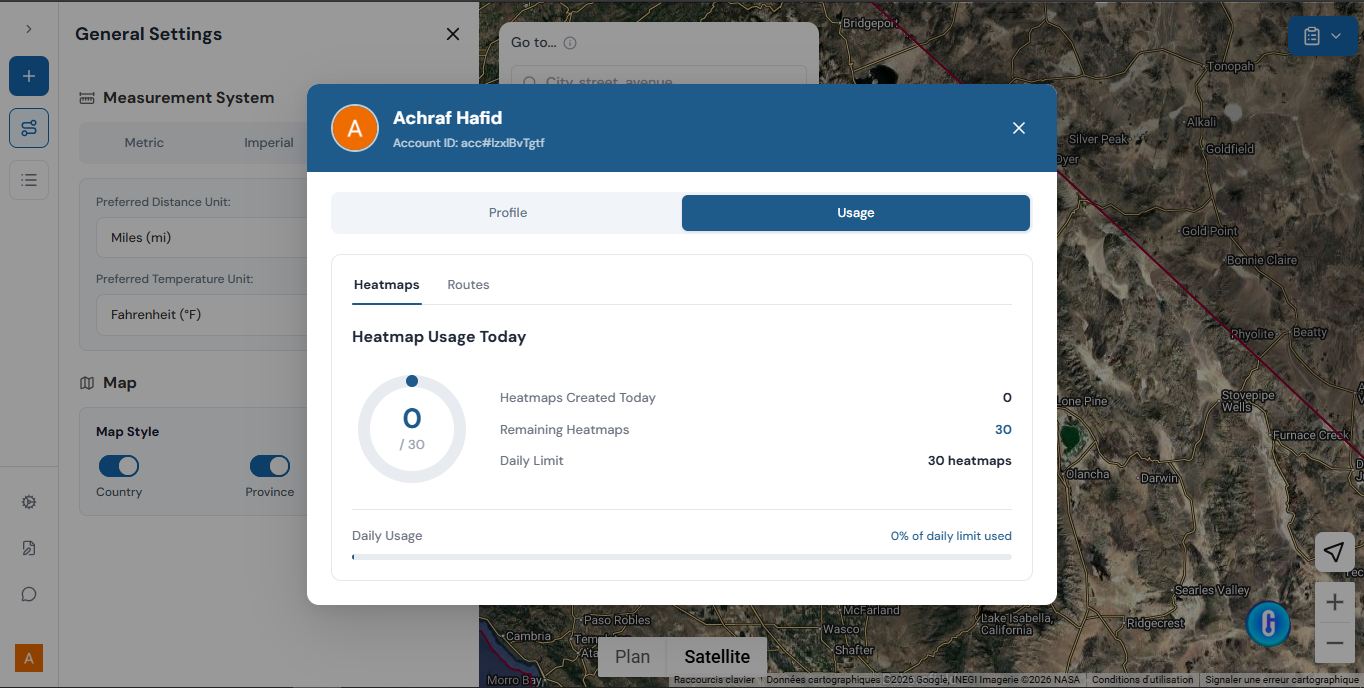 General Settings
Measurement System
Metric
Imperial
Preferred Distance Unit:
Miles (mi)
Preferred Temperature Unit:
Fahrenheit (°F)
Map
Map Style
Country
Province
A
Go to...
City, street, avenue
Achraf Hafid
A
Account ID: acc#lzxlBvTgtf
Profile
Usage
Heatmaps
Routes
Heatmap Usage Today
0
/ 30
Heatmaps Created Today
0
Remaining Heatmaps
30
Daily Limit
30 heatmaps
Daily Usage
0% of daily limit used
Bridgeport
Tonopah
Alkali
Silver Peak
Goldfield
Dyer
Gold Point
Bonnie Claire
Rhyolite
Beatty
Lone Pine
Stovepipe
Wells
Furnace Creek
Olancha
Darwin
Searles Valley
Ridgecrest
McFarland
Lake Isabella,
California
Wasco
Shafter
Paso Robles
Cambria
Morro Bay
Plan
Satellite
Raccourcis clavier
Données cartographiques ©2026 Google, INEGI Imagerie ©2026 NASA
Conditions d'utilisation
Signaler une erreur cartographique